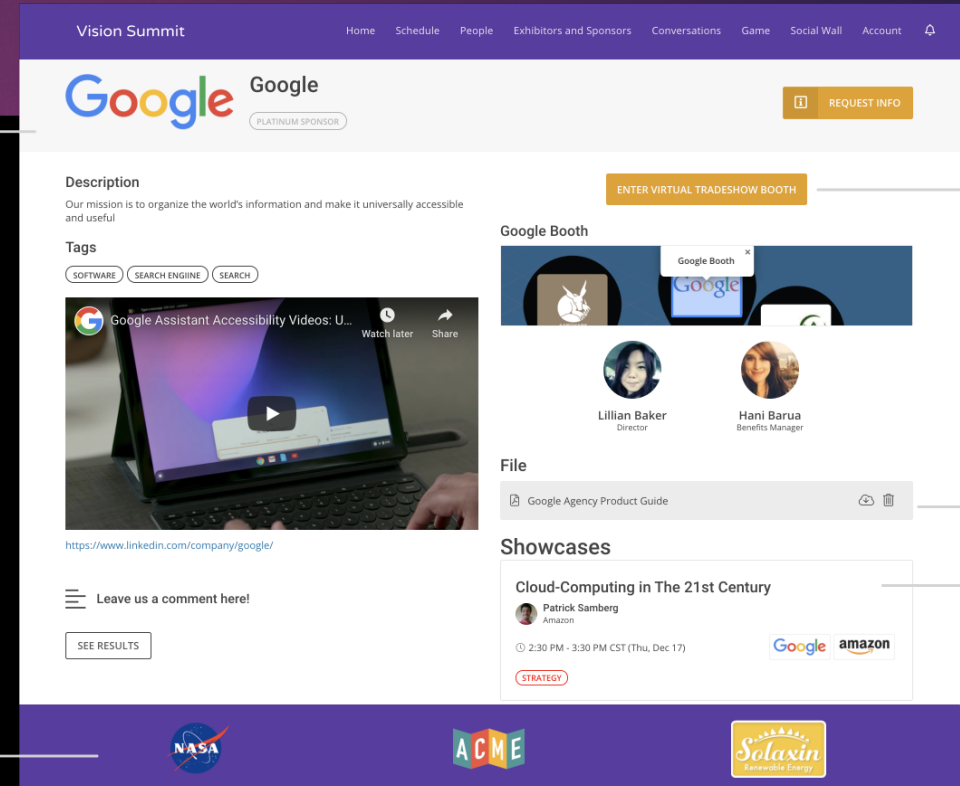 Vision Summit
Home Schedule People Exhibitors and Sponsors Conversations Game Social Wall Account
Google
Google
PLATINUM SPONSOR
REQUEST INFO
Description
Our mission is to organize the world's information and make it universally accessible
and useful
Tags
SOFTWARE SEARCH ENGIINE SEARCH
Google Assistant Accessibility Videos: U...
Watch later Share
https://www.linkedin.com/company/google/
Leave us a comment here!
SEE RESULTS
ENTER VIRTUAL TRADESHOW BOOTH
Google Booth
Google Booth
Google
Lillian Baker
Director
Hani Barua
Benefits Manager
File
Google Agency Product Guide
Showcases
Cloud-Computing in The 21st Century
Patrick Samberg
Amazon
2:30 PM - 3:30 PM CST (Thu, Dec 17)
Google amazon
STRATEGY
NASA
ACME
Solaxin
Renewable Energy